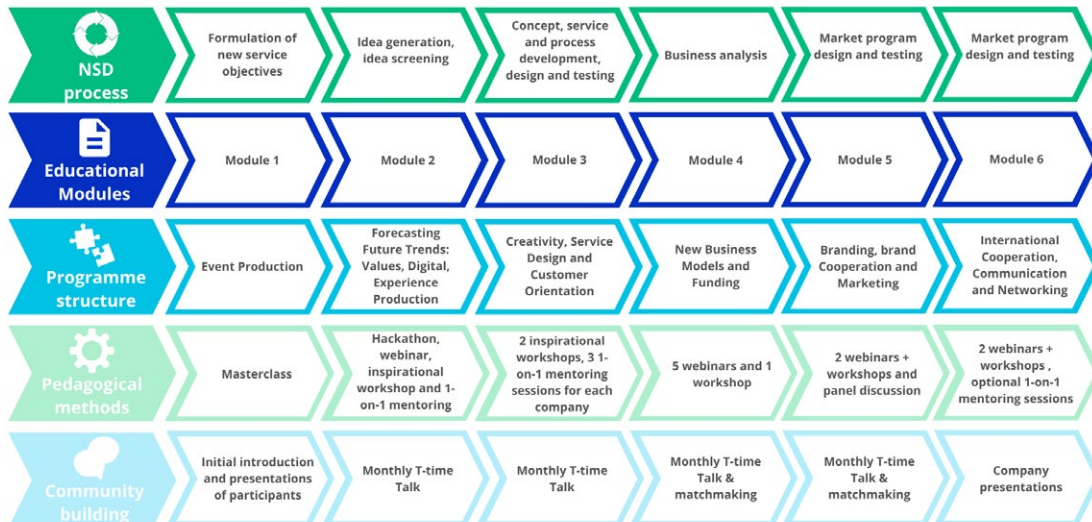 NSD
process
Formulation of
new service
objectives
Idea generation,
idea screening
Concept, service
and process
development,
design and testing
Business analysis
Market program
design and testing
Market program
design and testing
Educational
Modules
Module 1
Module 2
Module 3
Module 4
Module 5
Module 6
Programme
structure
Event Production
Forecasting
Future Trends:
Values, Digital,
Experience
Production
Creativity, Service
Design and
Customer
Orientation
New Business
Models and
Funding
Branding, brand
Cooperation and
Marketing
International
Cooperation,
Communication
and Networking
Pedagogical
methods
Masterclass
Hackathon,
webinar,
inspirational
workshop and 1-
on-1 mentoring
2 inspirational
workshops, 3 1-
on-1 mentoring
sessions for each
company
5 webinars and 1
workshop
2 webinars +
workshops and
panel discussion
2 webinars +
workshops , 
optional 1-on-1
mentoring sessions
Community
building
Initial introduction
and presentations
of participants
Monthly T-time
Talk
Monthly T-time
Talk
Monthly T-time
Talk &
matchmaking
Monthly T-time
Talk &
matchmaking
Company
presentations